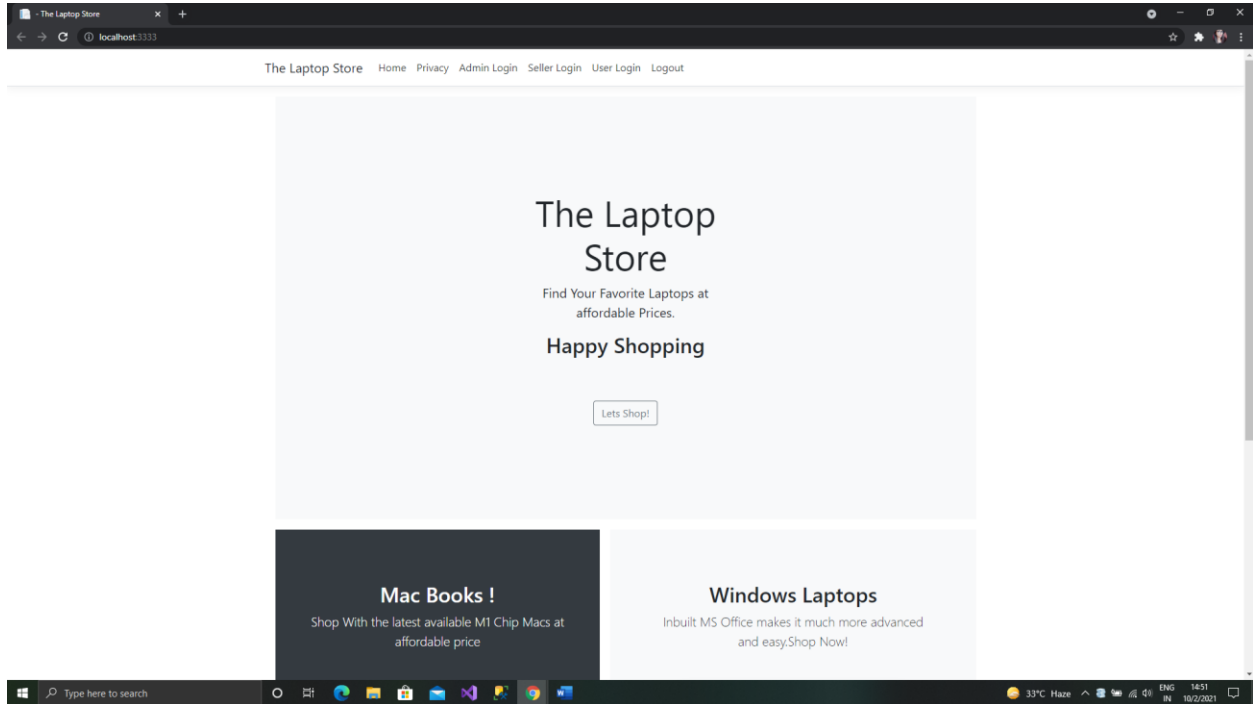 - The Laptop Store
localhost:3333
The Laptop Store Home Privacy Admin Login Seller Login User Login Logout
The Laptop
Store
Find Your Favorite Laptops at
affordable Prices.
Happy Shopping
Lets Shop!
Mac Books !
Shop With the latest available M1 Chip Macs at
affordable price
Windows Laptops
Inbuilt MS Office makes it much more advanced
and easy.Shop Now!
Type here to search
33°C Haze
ENG
IN
14:51
10/2/2021